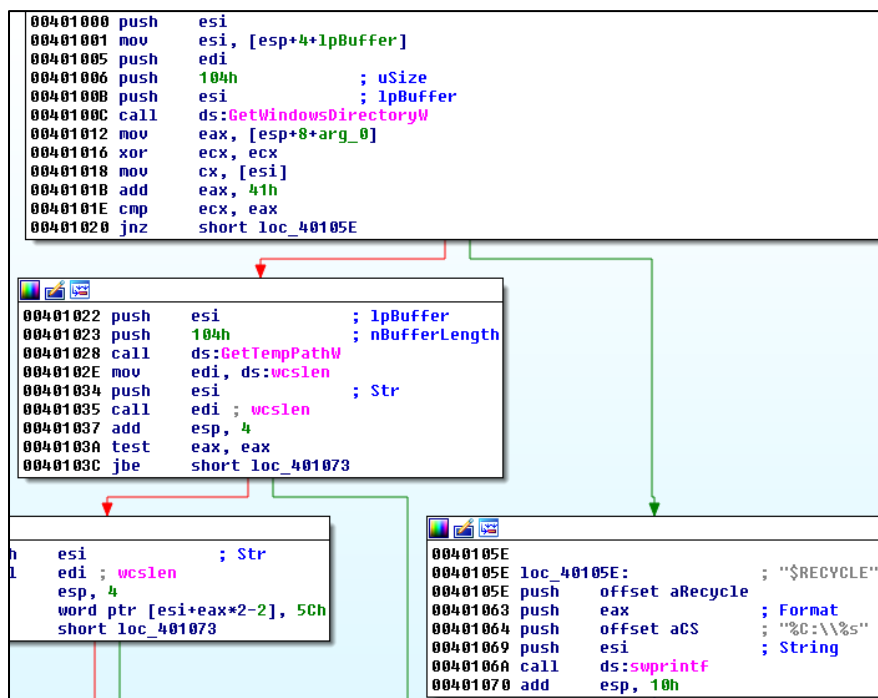 00401000 push    esi
00401001 mov     esi, [esp+4+lpBuffer]
00401005 push    edi
00401006 push    104h            ; uSize
0040100B push    esi             ; lpBuffer
0040100C call    ds:GetWindowsDirectoryW
00401012 mov     eax, [esp+8+arg_0]
00401016 xor     ecx, ecx
00401018 mov     cx, [esi]
0040101B add     eax, 41h
0040101E cmp     ecx, eax
00401020 jnz     short loc_40105E
00401022 push    esi             ; lpBuffer
00401023 push    104h            ; nBufferLength
00401028 call    ds:GetTempPathW
0040102E mov     edi, ds:wcslen
00401034 push    esi             ; Str
00401035 call    edi ; wcslen
00401037 add     esp, 4
0040103A test    eax, eax
0040103C jbe     short loc_401073
h    esi             ; Str
l    edi ; wcslen
esp, 4
word ptr [esi+eax*2-2], 5Ch
short loc_401073
0040105E
0040105E loc_40105E:             ; "$RECYCLE"
0040105E push    offset aRecycle
00401063 push    eax             ; Format
00401064 push    offset aCS      ; "%C:\\%s"
00401069 push    esi             ; String
0040106A call    ds:swprintf
00401070 add     esp, 10h